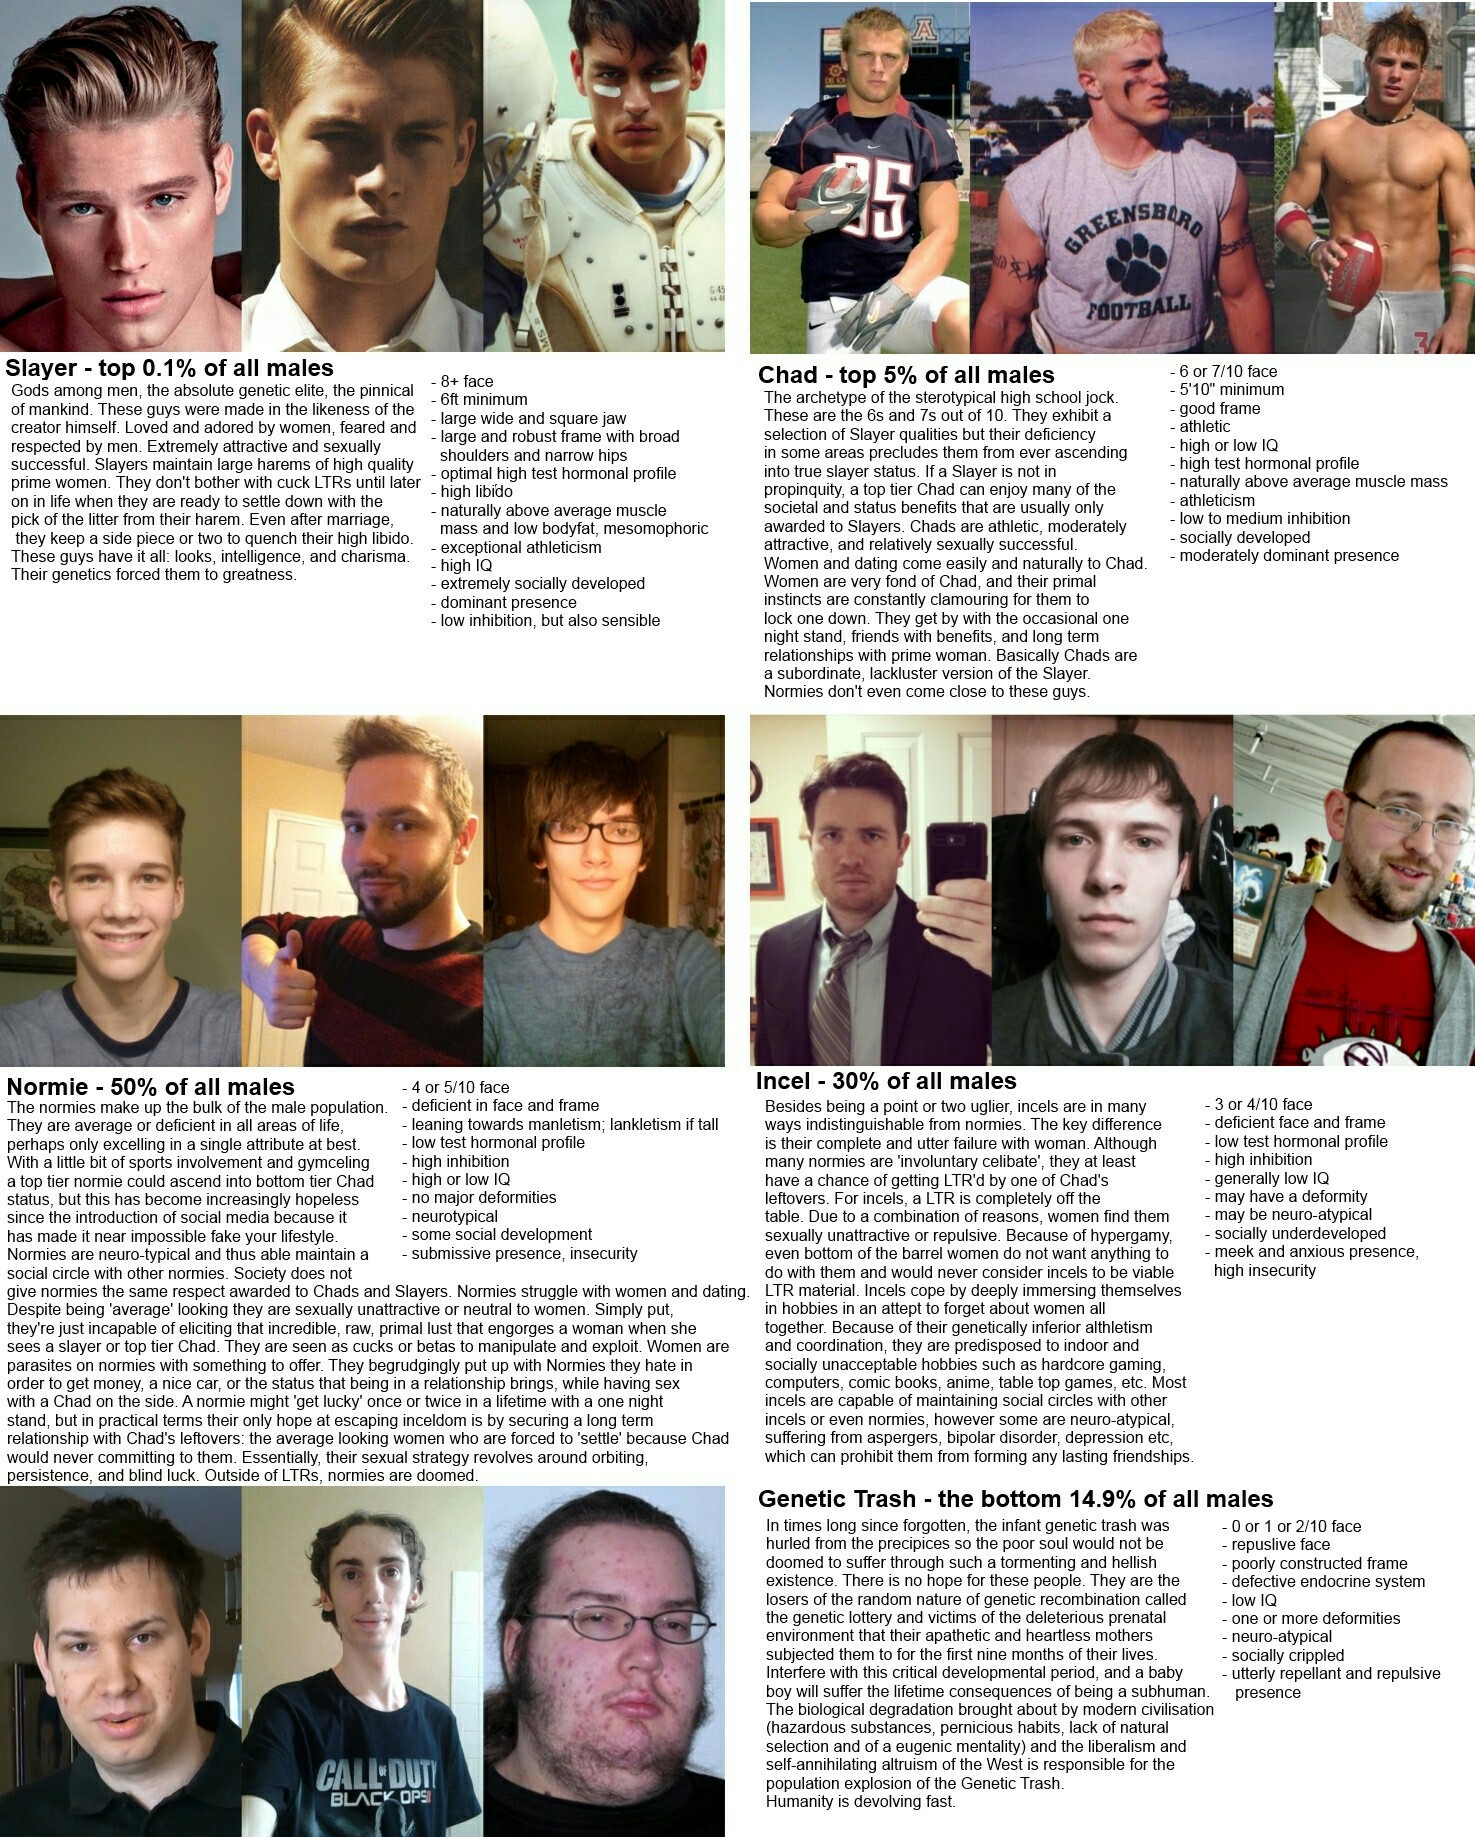 A
35
GREENSBORO
FOOTBALL
3
Slayer - top 0.1% of all males
Gods among men, the absolute genetic elite, the pinnical
of mankind. These guys were made in the likeness of the
creator himself. Loved and adored by women, feared and
respected by men. Extremely attractive and sexually
successful. Slayers maintain large harems of high quality
prime women. They don't bother with cuck LTRs until later
on in life when they are ready to settle down with the
pick of the litter from their harem. Even after marriage,
they keep a side piece or two to quench their high libido.
These guys have it all: looks, intelligence, and charisma.
Their genetics forced them to greatness.
- 8+ face
- 6ft minimum
- large wide and square jaw
- large and robust frame with broad
shoulders and narrow hips
- optimal high test hormonal profile
- high libido
- naturally above average muscle
mass and low bodyfat, mesomophoric
- exceptional athleticism
- high IQ
- extremely socially developed
- dominant presence
- low inhibition, but also sensible
Chad - top 5% of all males
The archetype of the sterotypical high school jock.
These are the 6s and 7s out of 10. They exhibit a
selection of Slayer qualities but their deficiency
in some areas precludes them from ever ascending
into true slayer status. If a Slayer is not in
propinquity, a top tier Chad can enjoy many of the
societal and status benefits that are usually only
awarded to Slayers. Chads are athletic, moderately
attractive, and relatively sexually successful.
Women and dating come easily and naturally to Chad.
Women are very fond of Chad, and their primal
instincts are constantly clamouring for them to
lock one down. They get by with the occasional one
night stand, friends with benefits, and long term
relationships with prime woman. Basically Chads are
a subordinate, lackluster version of the Slayer.
Normies don't even come close to these guys.
- 6 or 7/10 face
- 5'10" minimum
- good frame
- athletic
- high or low IQ
- high test hormonal profile
- naturally above average muscle mass
- athleticism
- low to medium inhibition
- socially developed
- moderately dominant presence
Normie - 50% of all males
The normies make up the bulk of the male population.
They are average or deficient in all areas of life,
perhaps only excelling in a single attribute at best.
With a little bit of sports involvement and gymceling
a top tier normie could ascend into bottom tier Chad
status, but this has become increasingly hopeless
since the introduction of social media because it
has made it near impossible fake your lifestyle.
Normies are neuro-typical and thus able maintain a
social circle with other normies. Society does not
give normies the same respect awarded to Chads and Slayers. Normies struggle with women and dating.
Despite being 'average' looking they are sexually unattractive or neutral to women. Simply put,
they're just incapable of eliciting that incredible, raw, primal lust that engorges a woman when she
sees a slayer or top tier Chad. They are seen as cucks or betas to manipulate and exploit. Women are
parasites on normies with something to offer. They begrudgingly put up with Normies they hate in
order to get money, a nice car, or the status that being in a relationship brings, while having sex
with a Chad on the side. A normie might 'get lucky' once or twice in a lifetime with a one night
stand, but in practical terms their only hope at escaping inceldom is by securing a long term
relationship with Chad's leftovers: the average looking women who are forced to 'settle' because Chad
would never committing to them. Essentially, their sexual strategy revolves around orbiting,
persistence, and blind luck. Outside of LTRs, normies are doomed.
- 4 or 5/10 face
- deficient in face and frame
- leaning towards manletism; lankletism if tall
- low test hormonal profile
- high inhibition
- high or low IQ
- no major deformities
- neurotypical
- some social development
- submissive presence, insecurity
Incel - 30% of all males
Besides being a point or two uglier, incels are in many
ways indistinguishable from normies. The key difference
is their complete and utter failure with woman. Although
many normies are 'involuntary celibate', they at least
have a chance of getting LTR'd by one of Chad's
leftovers. For incels, a LTR is completely off the
table. Due to a combination of reasons, women find them
sexually unattractive or repulsive. Because of hypergamy,
even bottom of the barrel women do not want anything to
do with them and would never consider incels to be viable
LTR material. Incels cope by deeply immersing themselves
in hobbies in an attept to forget about women all
together. Because of their genetically inferior althletism
and coordination, they are predisposed to indoor and
socially unacceptable hobbies such as hardcore gaming,
computers, comic books, anime, table top games, etc. Most
incels are capable of maintaining social circles with other
incels or even normies, however some are neuro-atypical,
suffering from aspergers, bipolar disorder, depression etc,
which can prohibit them from forming any lasting friendships.
- 3 or 4/10 face
- deficient face and frame
- low test hormonal profile
- high inhibition
- generally low IQ
- may have a deformity
- may be neuro-atypical
- socially underdeveloped
- meek and anxious presence,
high insecurity
CALL OF DUTY
BLACK OPS II
Genetic Trash - the bottom 14.9% of all males
In times long since forgotten, the infant genetic trash was
hurled from the precipices so the poor soul would not be
doomed to suffer through such a tormenting and hellish
existence. There is no hope for these people. They are the
losers of the random nature of genetic recombination called
the genetic lottery and victims of the deleterious prenatal
environment that their apathetic and heartless mothers
subjected them to for the first nine months of their lives.
Interfere with this critical developmental period, and a baby
boy will suffer the lifetime consequences of being a subhuman.
The biological degradation brought about by modern civilisation
(hazardous substances, pernicious habits, lack of natural
selection and of a eugenic mentality) and the liberalism and
self-annihilating altruism of the West is responsible for the
population explosion of the Genetic Trash.
Humanity is devolving fast.
- 0 or 1 or 2/10 face
- repuslive face
- poorly constructed frame
- defective endocrine system
- low IQ
- one or more deformities
- neuro-atypical
- socially crippled
- utterly repellant and repulsive
presence